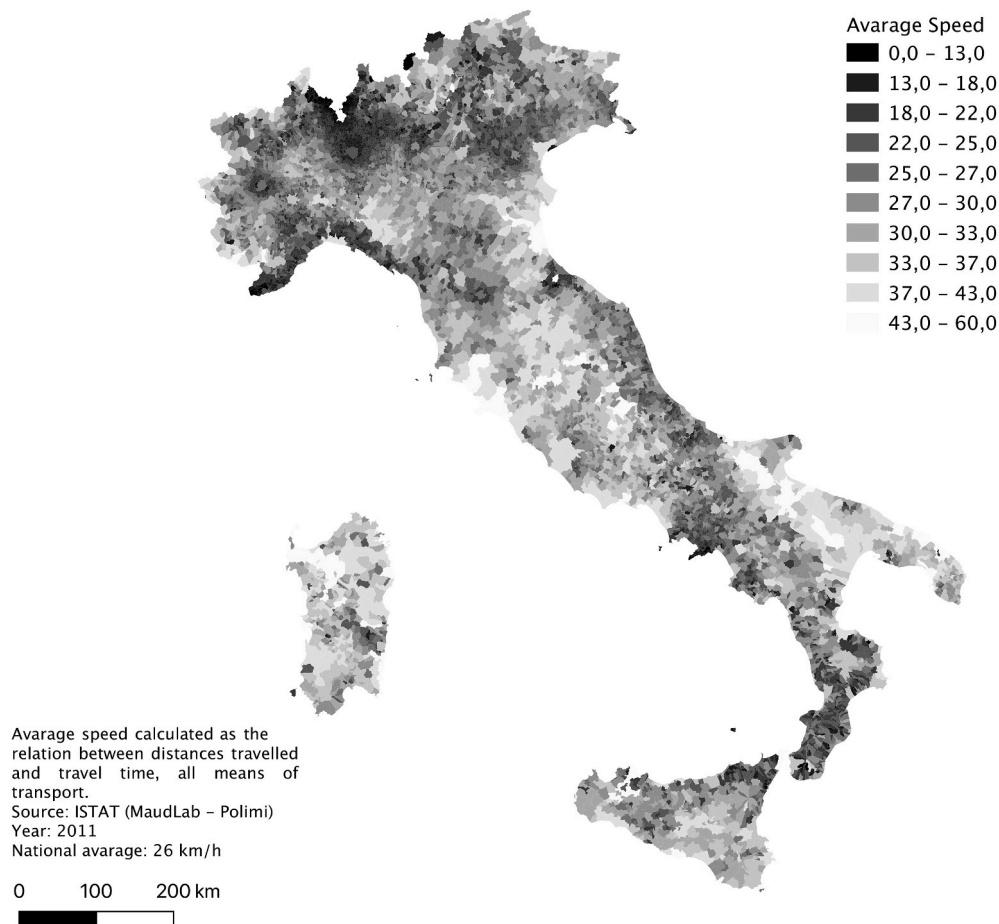 Avarage Speed
0,0 – 13,0
13,0 – 18,0
18,0 – 22,0
22,0 – 25,0
25,0 – 27,0
27,0 – 30,0
30,0 – 33,0
33,0 – 37,0
37,0 – 43,0
43,0 – 60,0
Avarage speed calculated as the
relation between distances travelled
and travel time, all means of
transport.
Source: ISTAT (MaudLab – Polimi)
Year: 2011
National avarage: 26 km/h
0 100 200 km